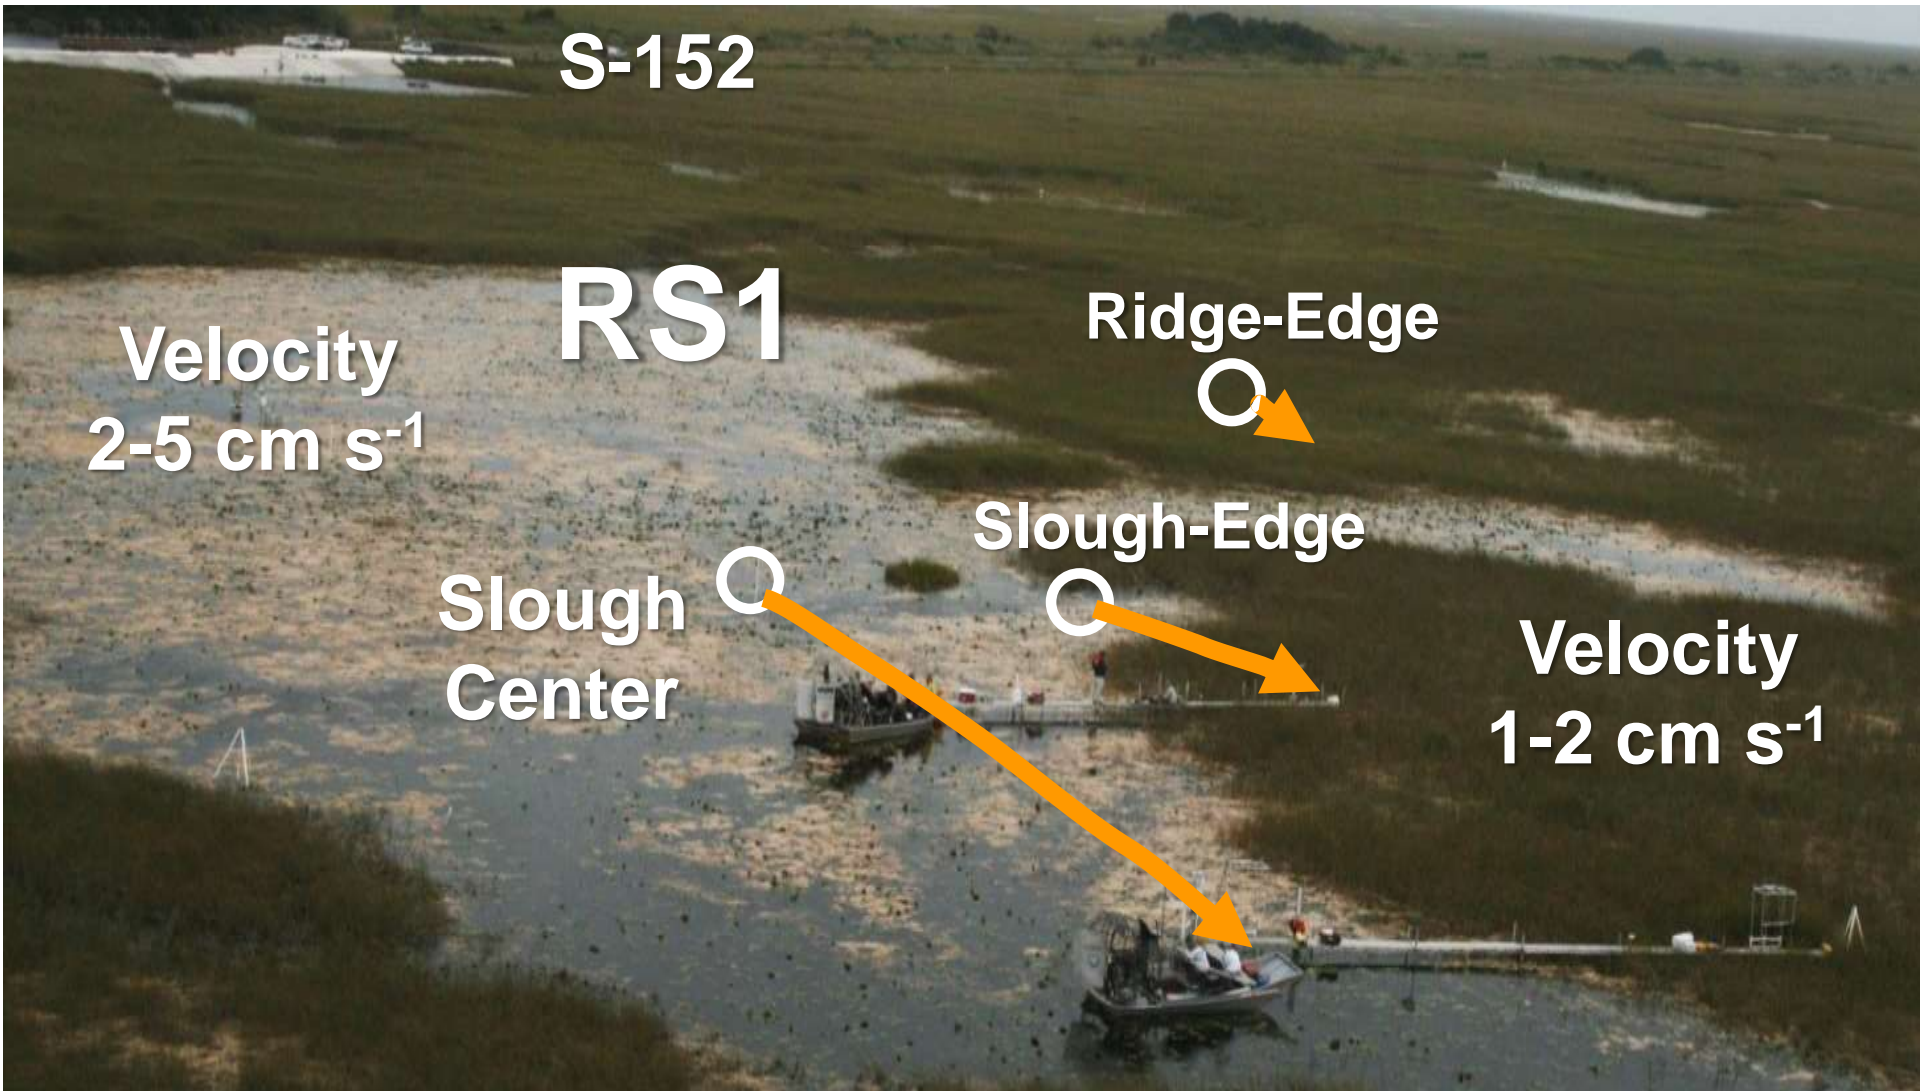 S-152
RS1
Ridge-Edge
Velocity
2-5 cm s-1
Slough-Edge
Slough
Center
Velocity
1-2 cm s-1